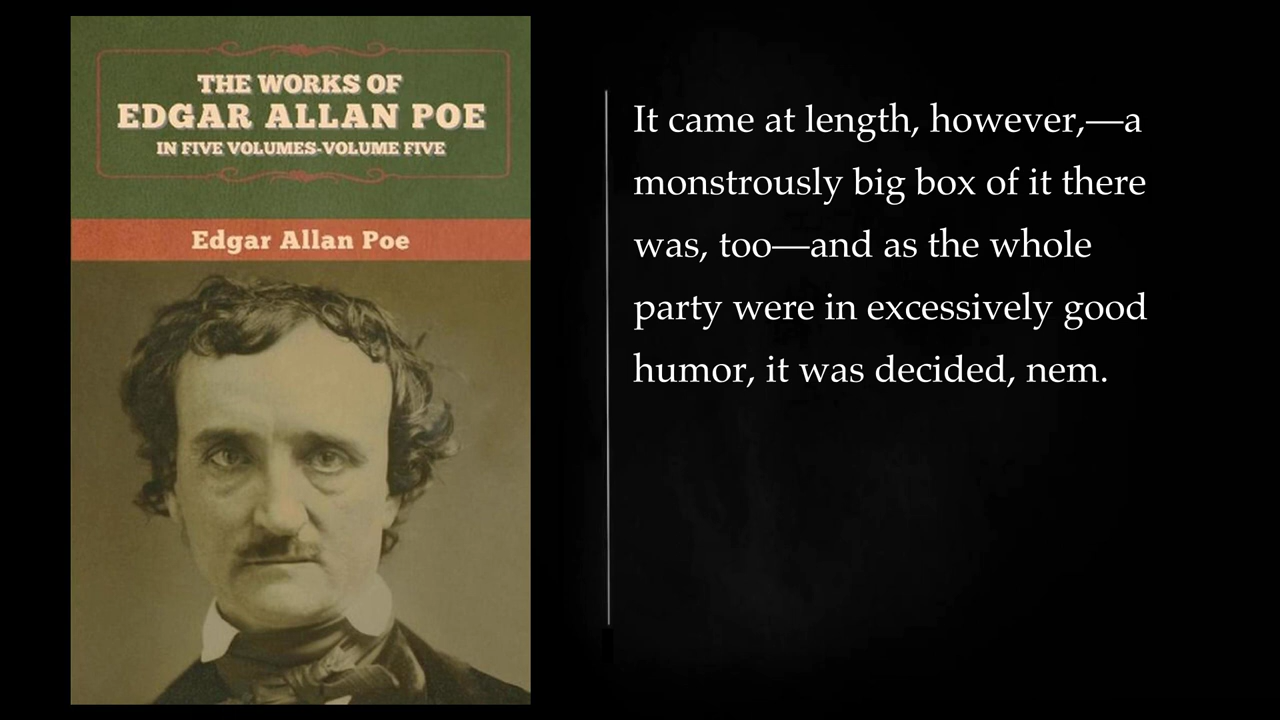 THE WORKS OF
EDGAR ALLAN POE
IN FIVE VOLUMES-VOLUME FIVE
Edgar Allan Poe
It came at length, however,—a
monstrously big box of it there
was, too—and as the whole
party were in excessively good
humor, it was decided, nem.